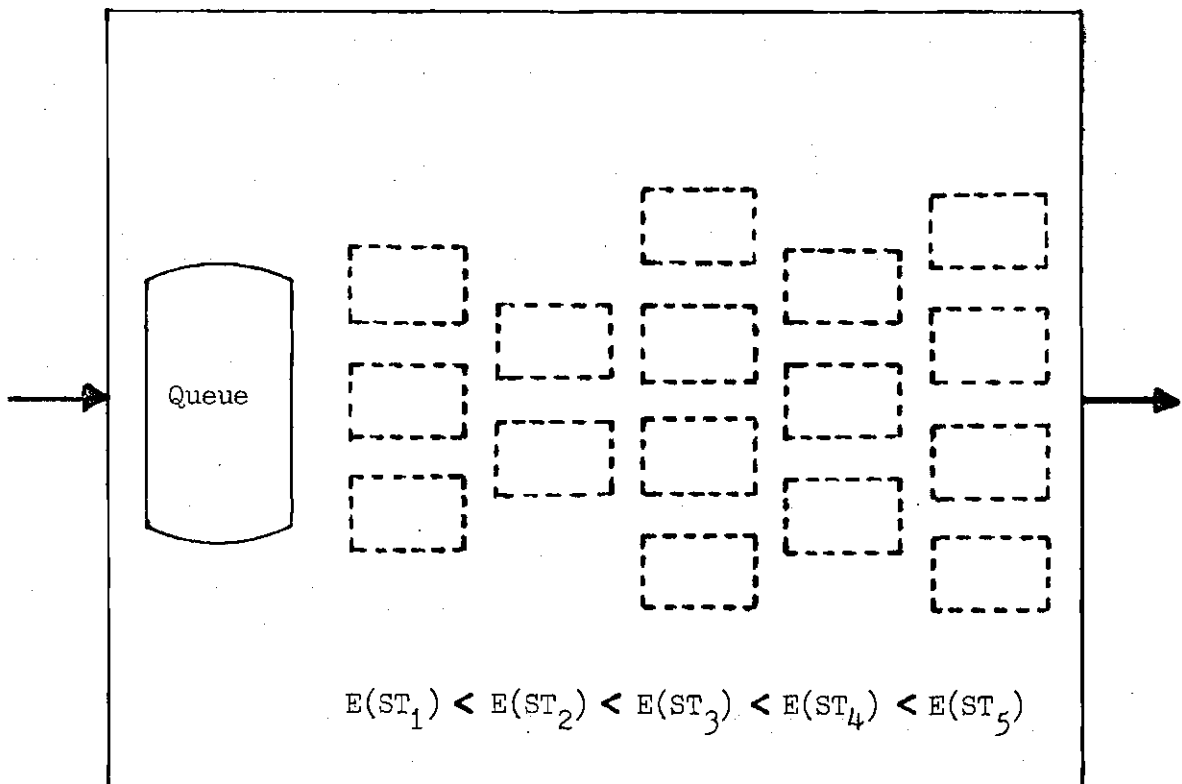 Queue
E(ST₁) < E(ST₂) < E(ST₃) < E(ST₄) < E(ST₅)